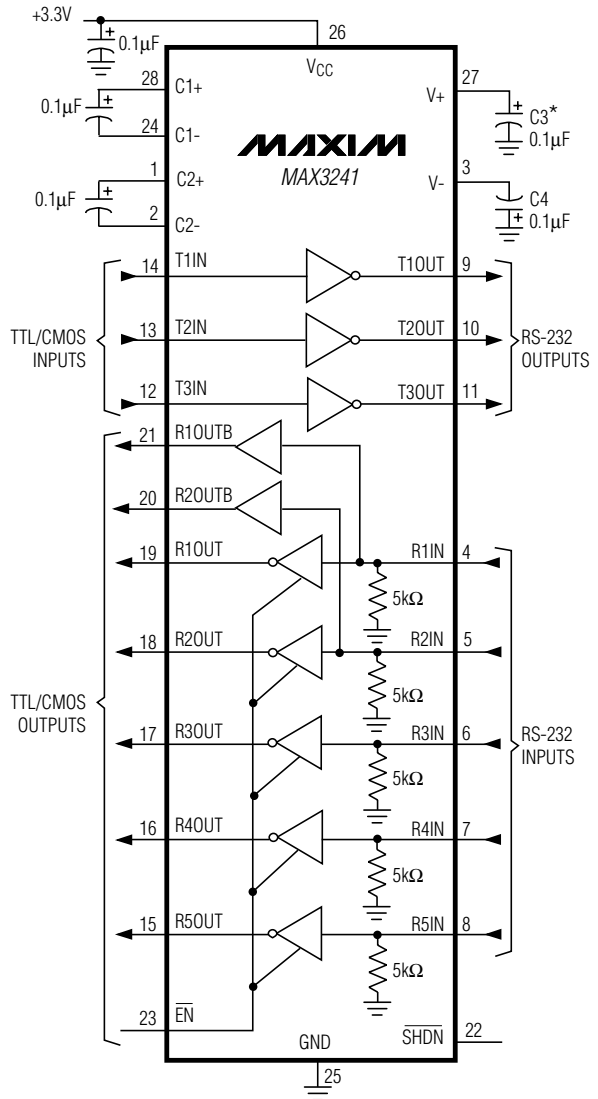 +3.3V
26
0.1µF
VCC
28
C1+
27
V+
0.1µF
C3*
0.1µF
24
C1-
MAXIM
MAX3241
1
C2+
3
V-
0.1µF
C4
0.1µF
2
C2-
14
T1IN
T1OUT
9
TTL/CMOS
INPUTS
13
T2IN
T2OUT
10
RS-232
OUTPUTS
12
T3IN
T3OUT
11
21
R1OUTB
20
R2OUTB
19
R1OUT
R1IN
4
5kΩ
18
R2OUT
R2IN
5
5kΩ
TTL/CMOS
OUTPUTS
17
R3OUT
R3IN
6
RS-232
INPUTS
5kΩ
16
R4OUT
R4IN
7
5kΩ
15
R5OUT
R5IN
8
5kΩ
23
E̅N̅
GND
S̅H̅D̅N̅
22
25